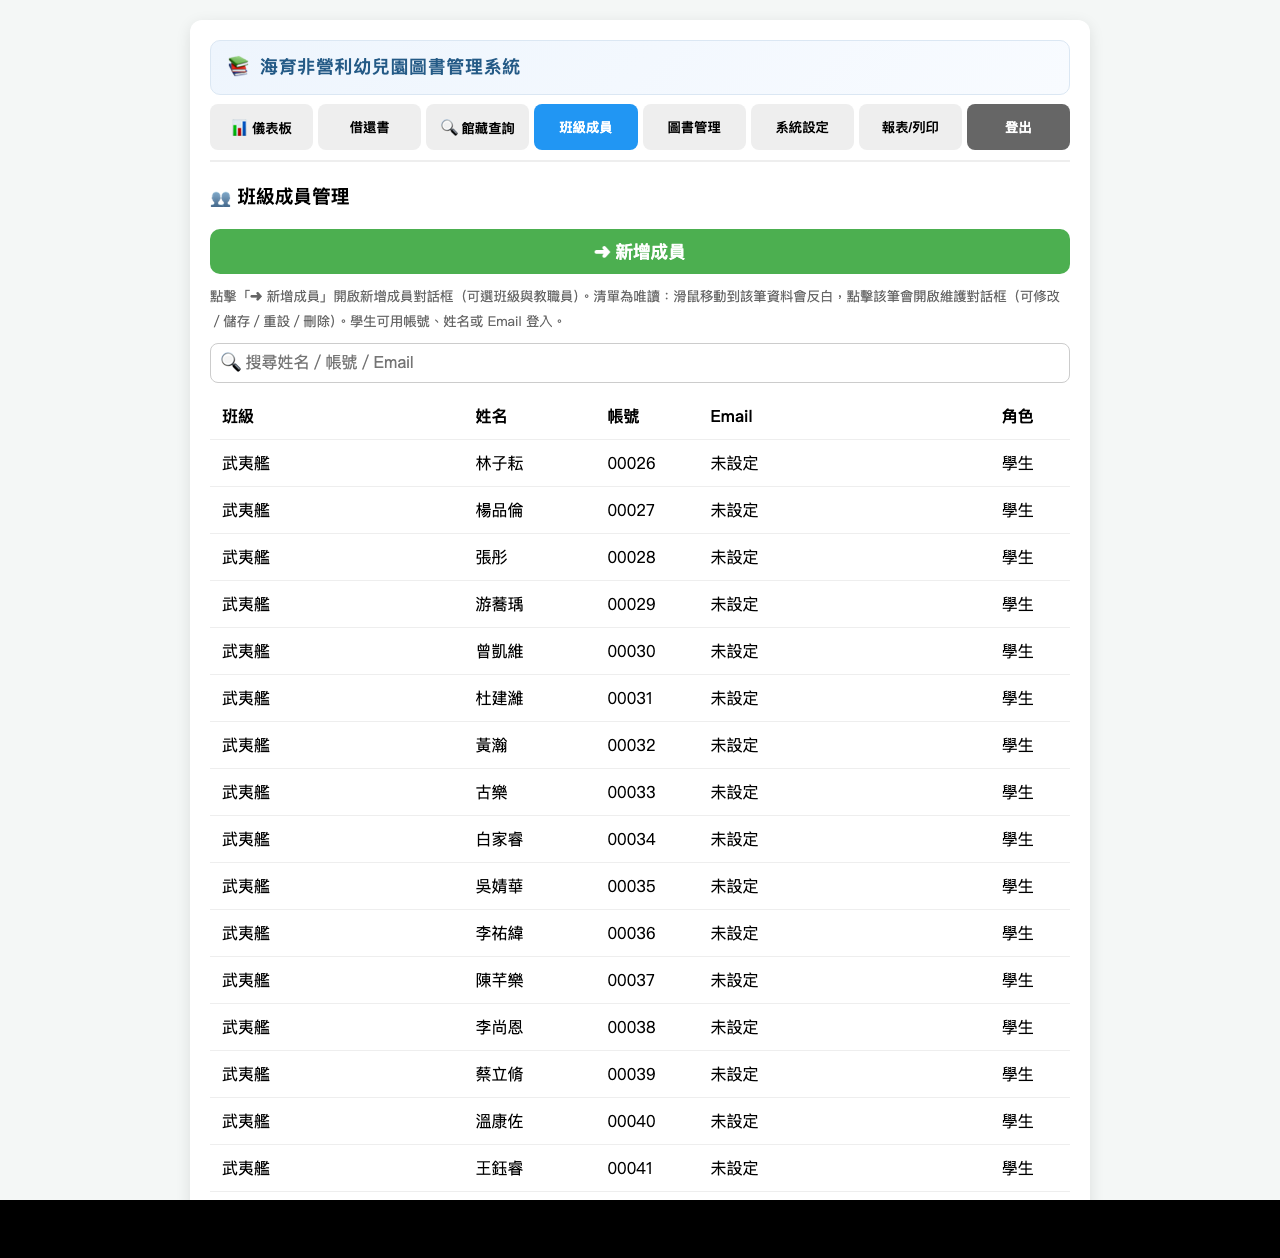 海育非營利幼兒園圖書管理系統
儀表板 借還書 館藏查詢 班級成員 圖書管理 系統設定 報表/列印 登出
班級成員管理
➜ 新增成員
點擊「➜ 新增成員」開啟新增成員對話框（可選班級與教職員）。清單為唯讀：滑鼠移動到該筆資料會反白，點擊該筆會開啟維護對話框（可修改
/ 儲存 / 重設 / 刪除）。學生可用帳號、姓名或 Email 登入。
搜尋姓名 / 帳號 / Email
班級 姓名 帳號 Email 角色
武夷艦 林子耘 00026 未設定 學生
武夷艦 楊品倫 00027 未設定 學生
武夷艦 張彤 00028 未設定 學生
武夷艦 游蕎瑀 00029 未設定 學生
武夷艦 曾凱維 00030 未設定 學生
武夷艦 杜建濰 00031 未設定 學生
武夷艦 黃瀚 00032 未設定 學生
武夷艦 古樂 00033 未設定 學生
武夷艦 白家睿 00034 未設定 學生
武夷艦 吳婧華 00035 未設定 學生
武夷艦 李祐緯 00036 未設定 學生
武夷艦 陳芊樂 00037 未設定 學生
武夷艦 李尚恩 00038 未設定 學生
武夷艦 蔡立脩 00039 未設定 學生
武夷艦 溫康佐 00040 未設定 學生
武夷艦 王鈺睿 00041 未設定 學生